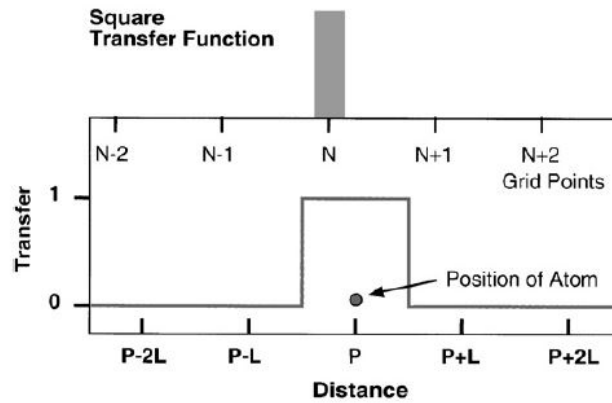 Square
Transfer Function
N-2 N-1 N N+1 N+2
Grid Points
1
Transfer
Position of Atom
0
P-2L P-L P P+L P+2L
Distance